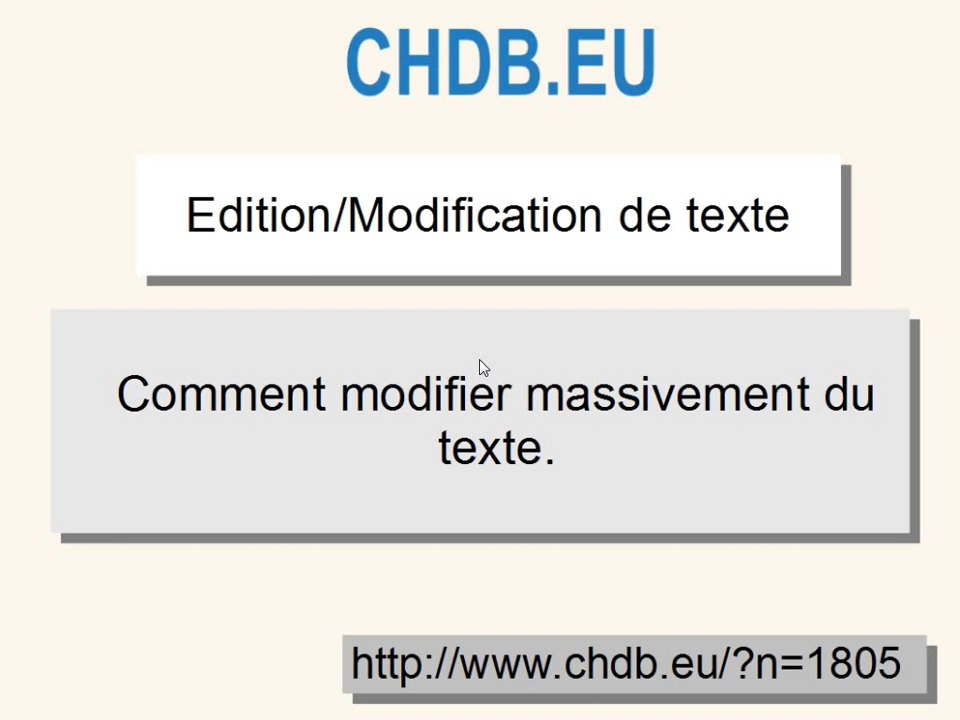 CHDB.EU
Edition/Modification de texte
Comment modifier massivement du
texte.
http://www.chdb.eu/?n=1805